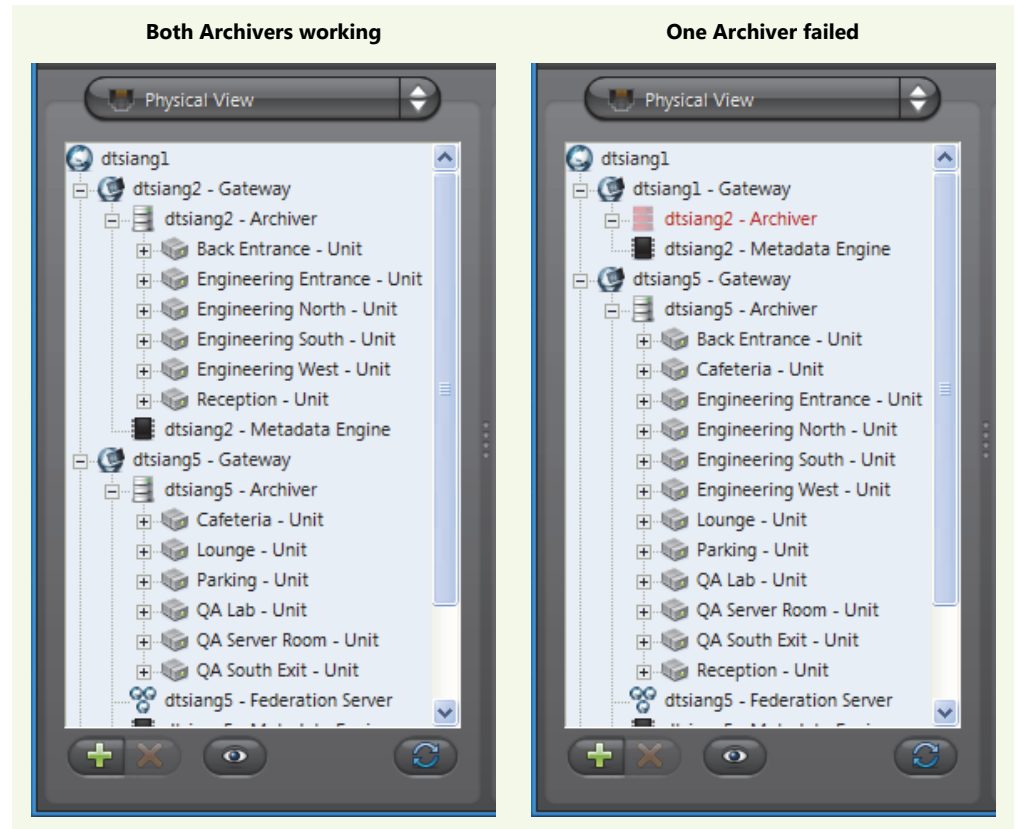 Both Archivers working
Physical View
dtsiang1
dtsiang2 - Gateway
dtsiang2 - Archiver
Back Entrance - Unit
Engineering Entrance - Unit
Engineering North - Unit
Engineering South - Unit
Engineering West - Unit
Reception - Unit
dtsiang2 - Metadata Engine
dtsiang5 - Gateway
dtsiang5 - Archiver
Cafeteria - Unit
Lounge - Unit
Parking - Unit
QA Lab - Unit
QA Server Room - Unit
QA South Exit - Unit
dtsiang5 - Federation Server
One Archiver failed
Physical View
dtsiang1
dtsiang1 - Gateway
dtsiang2 - Archiver
dtsiang2 - Metadata Engine
dtsiang5 - Gateway
dtsiang5 - Archiver
Back Entrance - Unit
Cafeteria - Unit
Engineering Entrance - Unit
Engineering North - Unit
Engineering South - Unit
Engineering West - Unit
Lounge - Unit
Parking - Unit
QA Lab - Unit
QA Server Room - Unit
QA South Exit - Unit
Reception - Unit
dtsiang5 - Federation Server